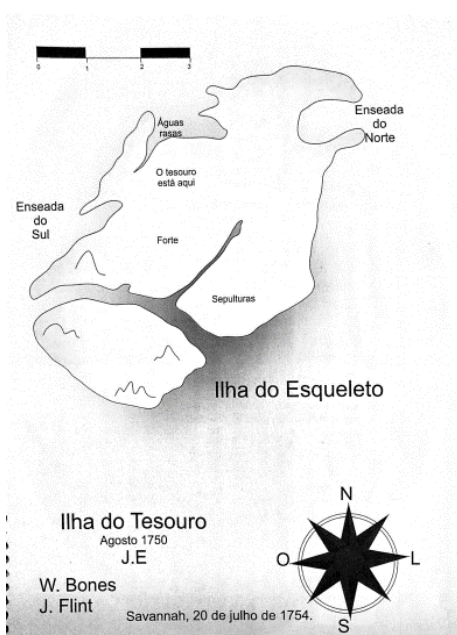 0 1 2 3
Águas
rasas
Enseada
do
Norte
O tesouro
está aqui
Enseada
do
Sul
Forte
Sepulturas
Ilha do Esqueleto
Ilha do Tesouro
Agosto 1750
J.E
W. Bones
J. Flint
Savannah, 20 de julho de 1754.
N
O
L
S